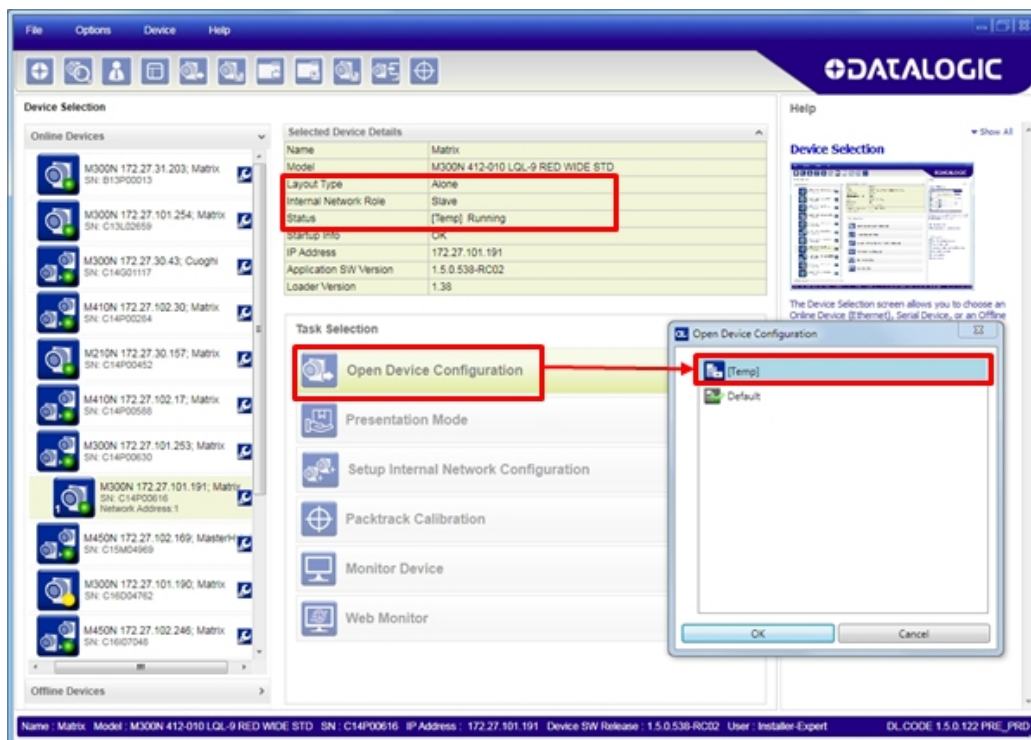 File Options Device Help
DATALOGIC
Device Selection
Online Devices
M300N 172.27.31.203; Matrix
SN: B13P00013
M300N 172.27.101.254; Matrix
SN: C13L02659
M300N 172.27.30.43; Cuoghi
SN: C14G01117
M410N 172.27.102.30; Matrix
SN: C14P00264
M210N 172.27.30.157; Matrix
SN: C14P00452
M410N 172.27.102.17; Matrix
SN: C14P00588
M300N 172.27.101.253; Matrix
SN: C14P00630
M300N 172.27.101.191; Matrix
SN: C14P00616
1
Network Address:1
M450N 172.27.102.169; MasterH
SN: C15M04969
M300N 172.27.101.190; Matrix
SN: C16D04762
M450N 172.27.102.246; Matrix
SN: C16I07048
Offline Devices
Selected Device Details
Name Matrix
Model M300N 412-010 LQL-9 RED WIDE STD
Layout Type Alone
Internal Network Role Slave
Status [Temp] Running
Startup Info OK
IP Address 172.27.101.191
Application SW Version 1.5.0.538-RC02
Loader Version 1.38
Task Selection
Open Device Configuration
Presentation Mode
Setup Internal Network Configuration
Packtrack Calibration
Monitor Device
Web Monitor
Help
Show All
Device Selection
The Device Selection screen allows you to choose an
Online Device (Ethernet), Serial Device, or an Offline
DL Open Device Configuration
[Temp]
Default
OK Cancel
Name : Matrix Model : M300N 412-010 LQL-9 RED WIDE STD SN : C14P00616 IP Address : 172.27.101.191 Device SW Release : 1.5.0.538-RC02 User : Installer-Expert DL.CODE 1.5.0.122 PRE_PRD